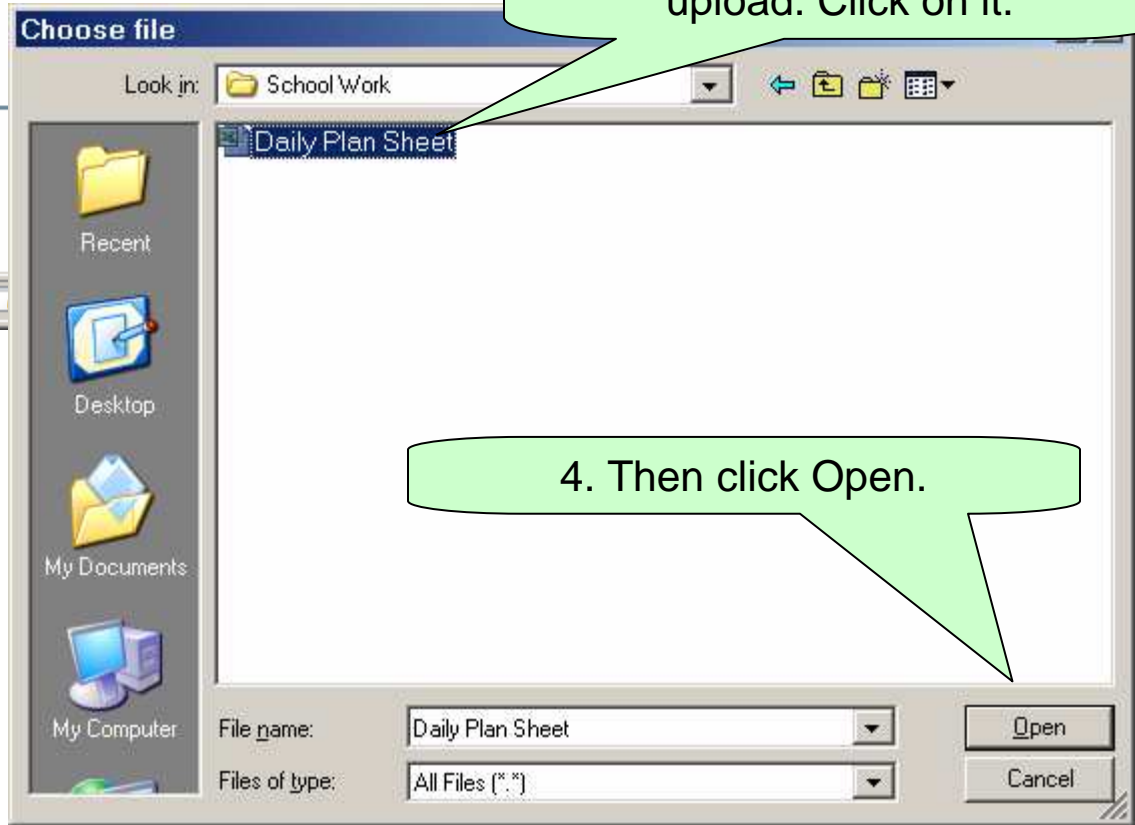 upload. Click on it.
Choose file
Look in: School Work
Daily Plan Sheet
Recent
Desktop
My Documents
My Computer
4. Then click Open.
File name: Daily Plan Sheet Open
Files of type: All Files (*.*) Cancel